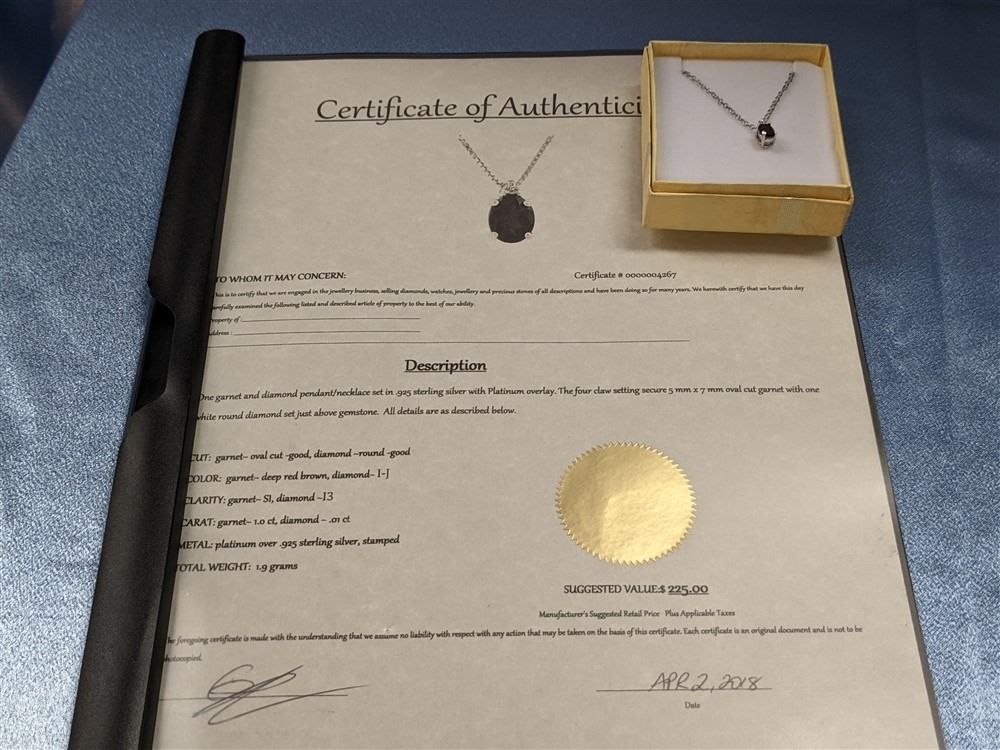 Certificate of Authentici
TO WHOM IT MAY CONCERN:
Certificate # 0000004267
his is to certify that we are engaged in the jewellery business, selling diamonds, watches, jewellery and precious stones of all descriptions and have been doing so for many years. We herewith certify that we have this day
arefully examined the following listed and described article of property to the best of our ability.
roperty of
ddress
Description
One garnet and diamond pendant/necklace set in .925 sterling silver with Platinum overlay. The four claw setting secure 5 mm x 7 mm oval cut garnet with one
white round diamond set just above gemstone. All details are as described below.
CUT: garnet~ oval cut -good, diamond ~round -good
COLOR: garnet~ deep red brown, diamond~ I-J
CLARITY: garnet~ SI, diamond ~I3
CARAT: garnet~ 1.0 ct, diamond ~ .01 ct
METAL: platinum over .925 sterling silver, stamped
TOTAL WEIGHT: 1.9 grams
SUGGESTED VALUE:$ 225.00
Manufacturer's Suggested Retail Price Plus Applicable Taxes
he foregoing certificate is made with the understanding that we assume no liability with respect with any action that may be taken on the basis of this certificate. Each certificate is an original document and is not to be
hotocopied.
APR 2, 2018
Date